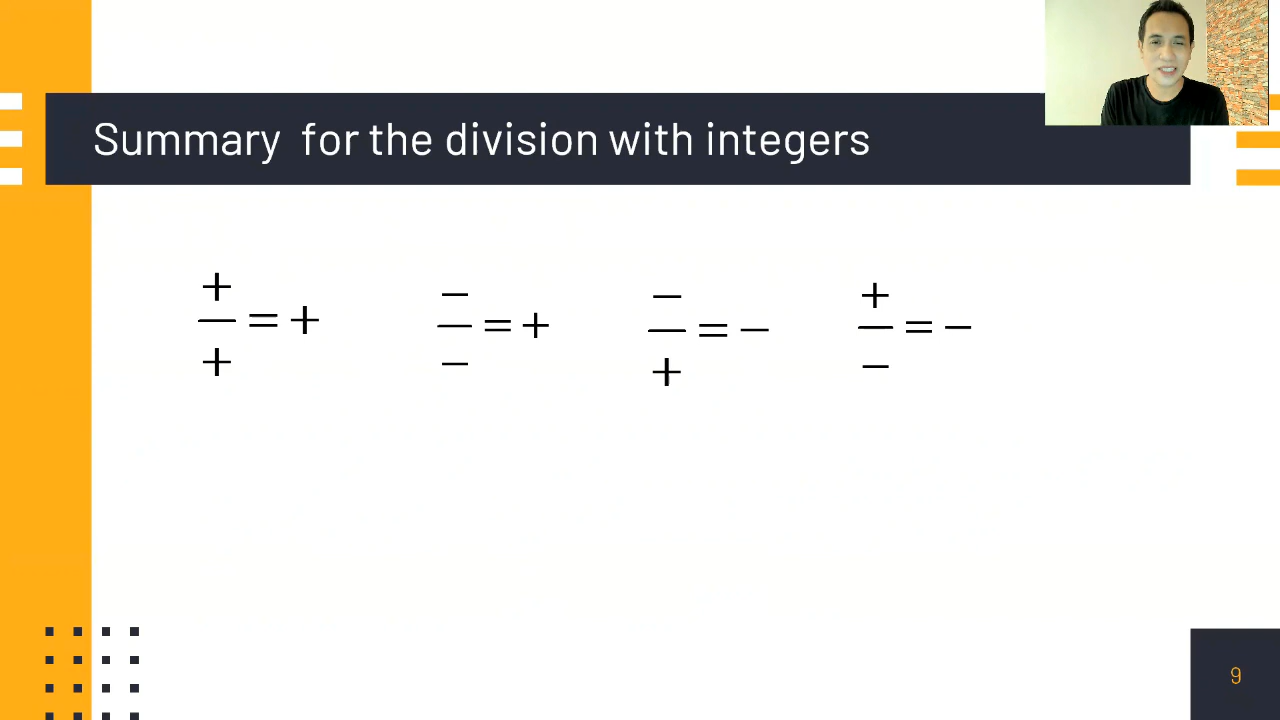 Summary for the division with integers
+/+ = + −/− = + −/+ = − +/− = −
9